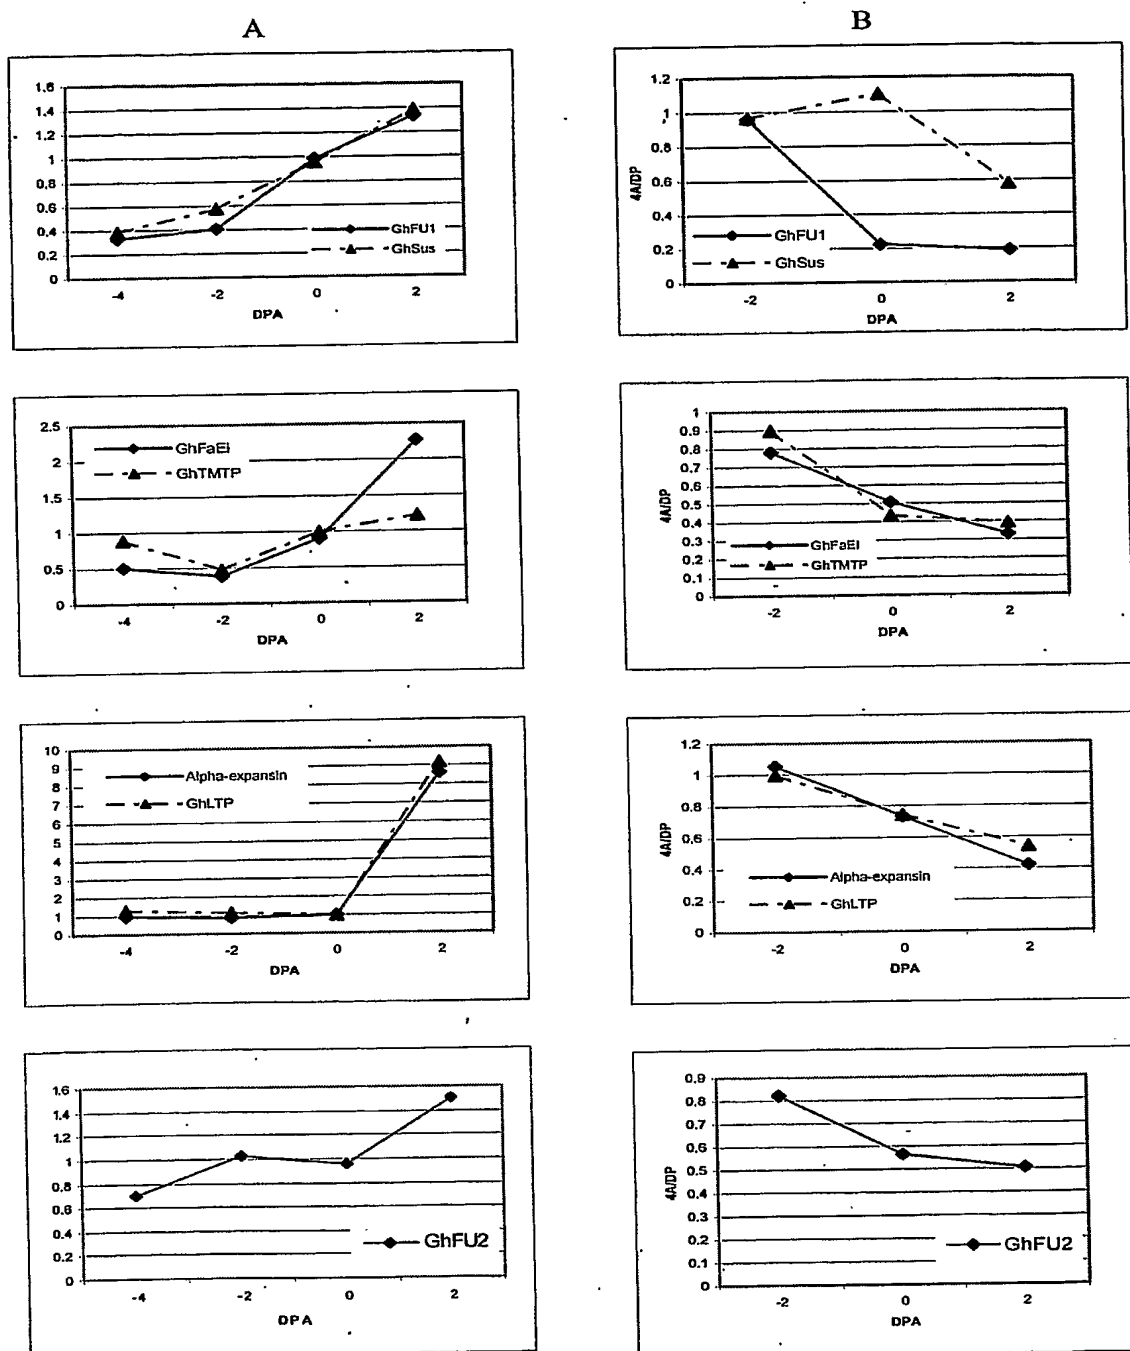 A
1.6
1.4
1.2
1
0.8
0.6
0.4
0.2
0
GhFU1
GhSus
-4 -2 0 2
DPA
B
1.2
1
0.8
0.6
0.4
0.2
0
4A/DP
GhFU1
GhSus
-2 0 2
DPA
2.5
2
1.5
1
0.5
0
GhFaEl
GhTMTP
-4 -2 0 2
DPA
1
0.9
0.8
0.7
0.6
0.5
0.4
0.3
0.2
0.1
0
4A/DP
GhFaEl
GhTMTP
-2 0 2
DPA
10
9
8
7
6
5
4
3
2
1
0
Alpha-expansin
GhLTP
-4 -2 0 2
DPA
1.2
1
0.8
0.6
0.4
0.2
0
4A/DP
Alpha-expansin
GhLTP
-2 0 2
DPA
1.6
1.4
1.2
1
0.8
0.6
0.4
0.2
0
GhFU2
-4 -2 0 2
DPA
0.9
0.8
0.7
0.6
0.5
0.4
0.3
0.2
0.1
0
4A/DP
GhFU2
-2 0 2
DPA